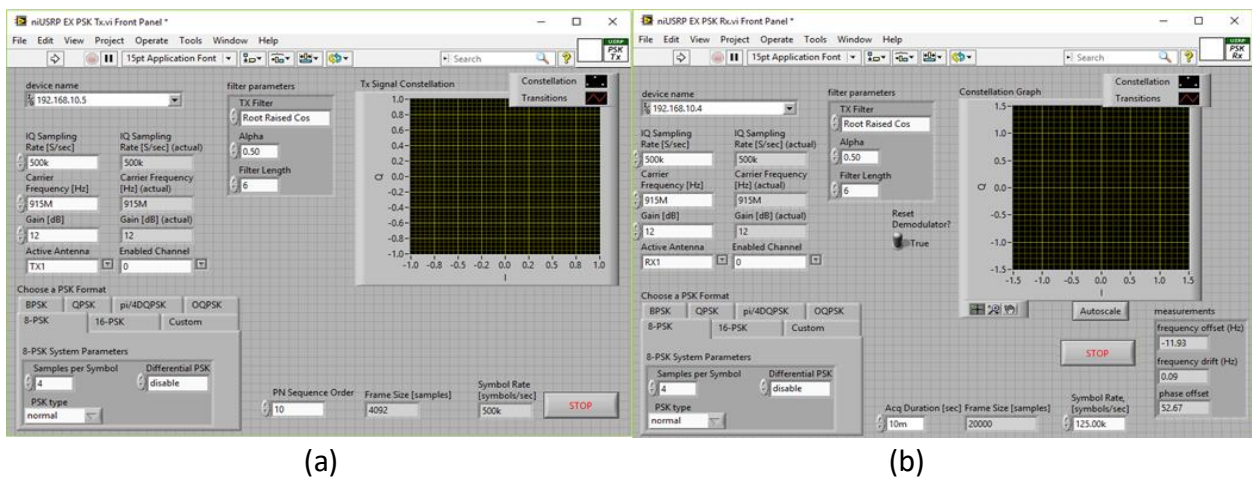 niUSRP EX PSK Tx.vi Front Panel *
File Edit View Project Operate Tools Window Help
15pt Application Font
Search
USRP
PSK
Tx
device name
192.168.10.5
filter parameters
TX Filter
Root Raised Cos
Alpha
0.50
Filter Length
6
IQ Sampling
Rate [S/sec]
500k
IQ Sampling
Rate [S/sec] (actual)
500k
Carrier
Frequency [Hz]
915M
Carrier Frequency
[Hz] (actual)
915M
Gain [dB]
12
Gain [dB] (actual)
12
Active Antenna
TX1
Enabled Channel
0
Tx Signal Constellation
Constellation
Transitions
1.0
0.8
0.6
0.4
0.2
0.0
-0.2
-0.4
-0.6
-0.8
-1.0
Q
-1.0 -0.8 -0.5 -0.2 0.0 0.2 0.5 0.8 1.0
I
Choose a PSK Format
BPSK QPSK pi/4DQPSK OQPSK
8-PSK 16-PSK Custom
8-PSK System Parameters
Samples per Symbol
4
Differential PSK
disable
PSK type
normal
PN Sequence Order
10
Frame Size [samples]
4092
Symbol Rate
[symbols/sec]
500k
STOP
(a)
niUSRP EX PSK Rx.vi Front Panel *
File Edit View Project Operate Tools Window Help
15pt Application Font
Search
USRP
PSK
Rx
device name
192.168.10.4
filter parameters
TX Filter
Root Raised Cos
Alpha
0.50
Filter Length
6
IQ Sampling
Rate [S/sec]
500k
IQ Sampling
Rate [S/sec] (actual)
500k
Carrier
Frequency [Hz]
915M
Carrier Frequency
[Hz] (actual)
915M
Gain [dB]
12
Gain [dB] (actual)
12
Active Antenna
RX1
Enabled Channel
0
Reset
Demodulator?
True
Constellation Graph
Constellation
Transitions
1.5
1.0
0.5
0.0
-0.5
-1.0
-1.5
Q
-1.5 -1.0 -0.5 0.0 0.5 1.0 1.5
I
Autoscale
STOP
measurements
frequency offset (Hz)
-11.93
frequency drift (Hz)
0.09
phase offset
52.67
Choose a PSK Format
BPSK QPSK pi/4DQPSK OQPSK
8-PSK 16-PSK Custom
8-PSK System Parameters
Samples per Symbol
4
Differential PSK
disable
PSK type
normal
Acq Duration [sec]
10m
Frame Size [samples]
20000
Symbol Rate,
[symbols/sec]
125.00k
(b)